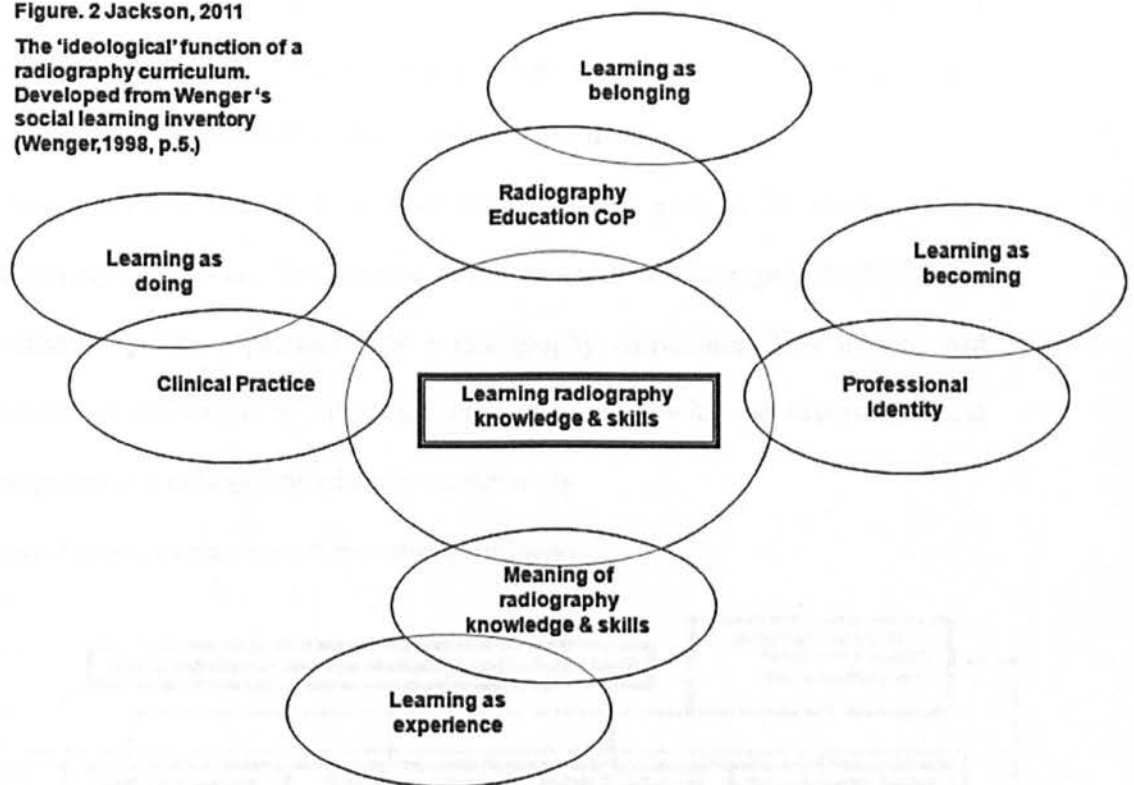 Figure. 2 Jackson, 2011
The 'ideological' function of a
radiography curriculum.
Developed from Wenger 's
social learning inventory
(Wenger,1998, p.5.)
Learning as
belonging
Radiography
Education CoP
Learning as
doing
Learning as
becoming
Clinical Practice
Learning radiography
knowledge & skills
Professional
Identity
Meaning of
radiography
knowledge & skills
Learning as
experience